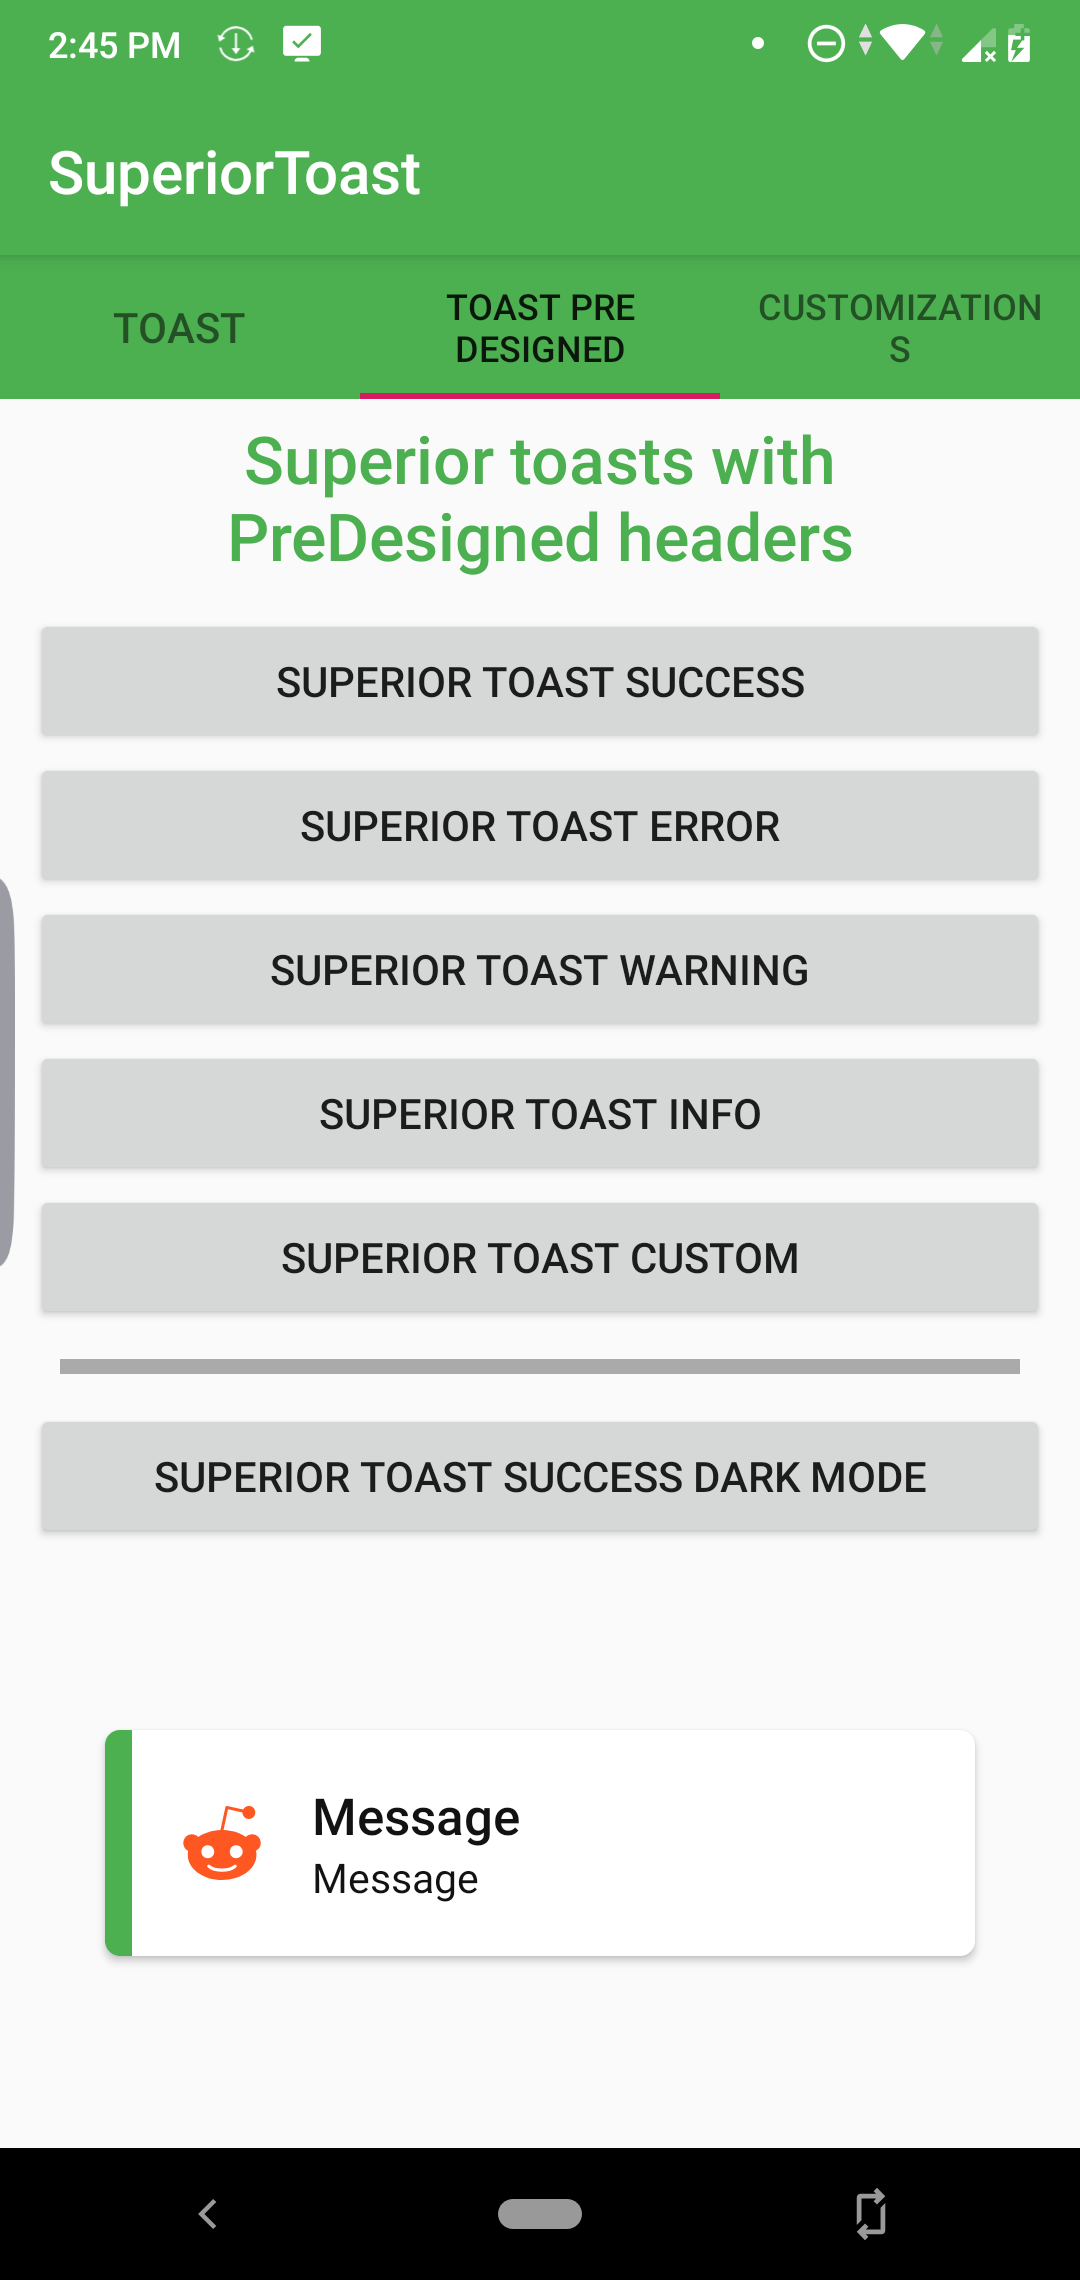 2:45 PM
SuperiorToast
TOAST
TOAST PRE
DESIGNED
CUSTOMIZATION
S
Superior toasts with
PreDesigned headers
SUPERIOR TOAST SUCCESS
SUPERIOR TOAST ERROR
SUPERIOR TOAST WARNING
SUPERIOR TOAST INFO
SUPERIOR TOAST CUSTOM
SUPERIOR TOAST SUCCESS DARK MODE
Message
Message